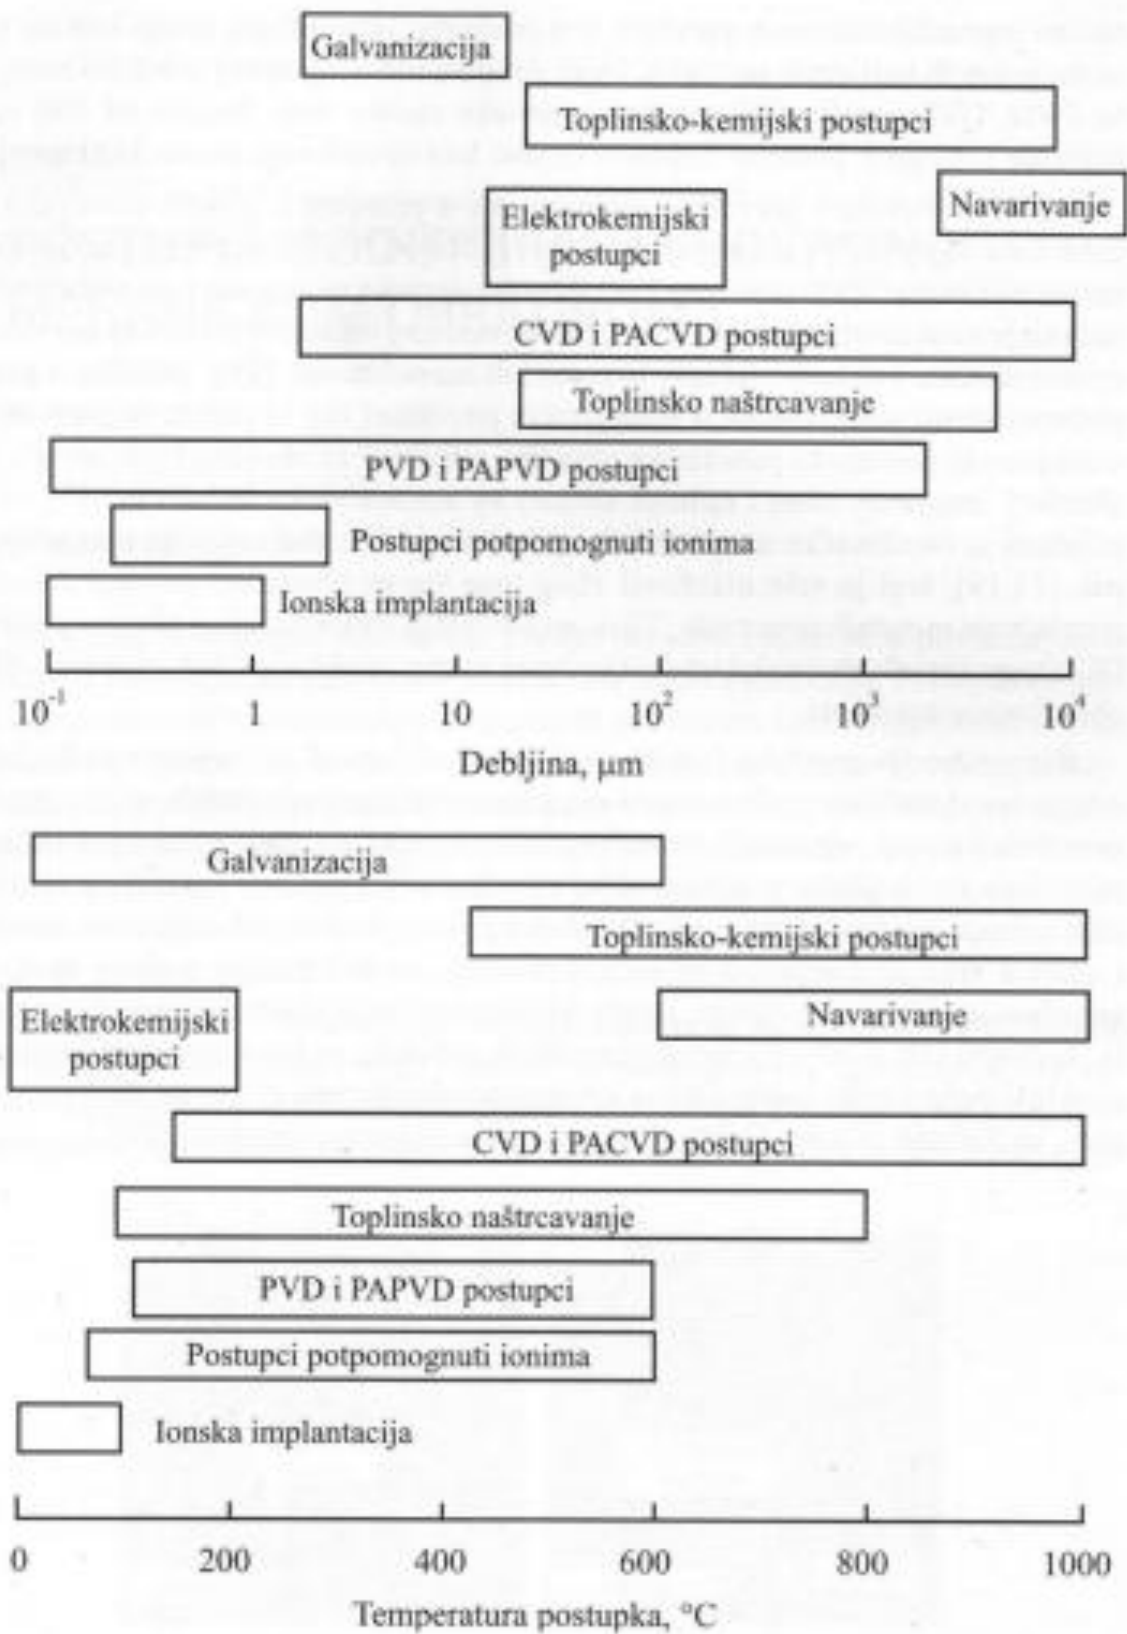 Galvanizacija
Toplinsko-kemijski postupci
Navarivanje
Elektrokemijski
postupci
CVD i PACVD postupci
Toplinsko naštrcavanje
PVD i PAPVD postupci
Postupci potpomognuti ionima
Ionska implantacija
10⁻¹ 1 10 10² 10³ 10⁴
Debljina, μm
Galvanizacija
Toplinsko-kemijski postupci
Navarivanje
Elektrokemijski
postupci
CVD i PACVD postupci
Toplinsko naštrcavanje
PVD i PAPVD postupci
Postupci potpomognuti ionima
Ionska implantacija
0 200 400 600 800 1000
Temperatura postupka, °C